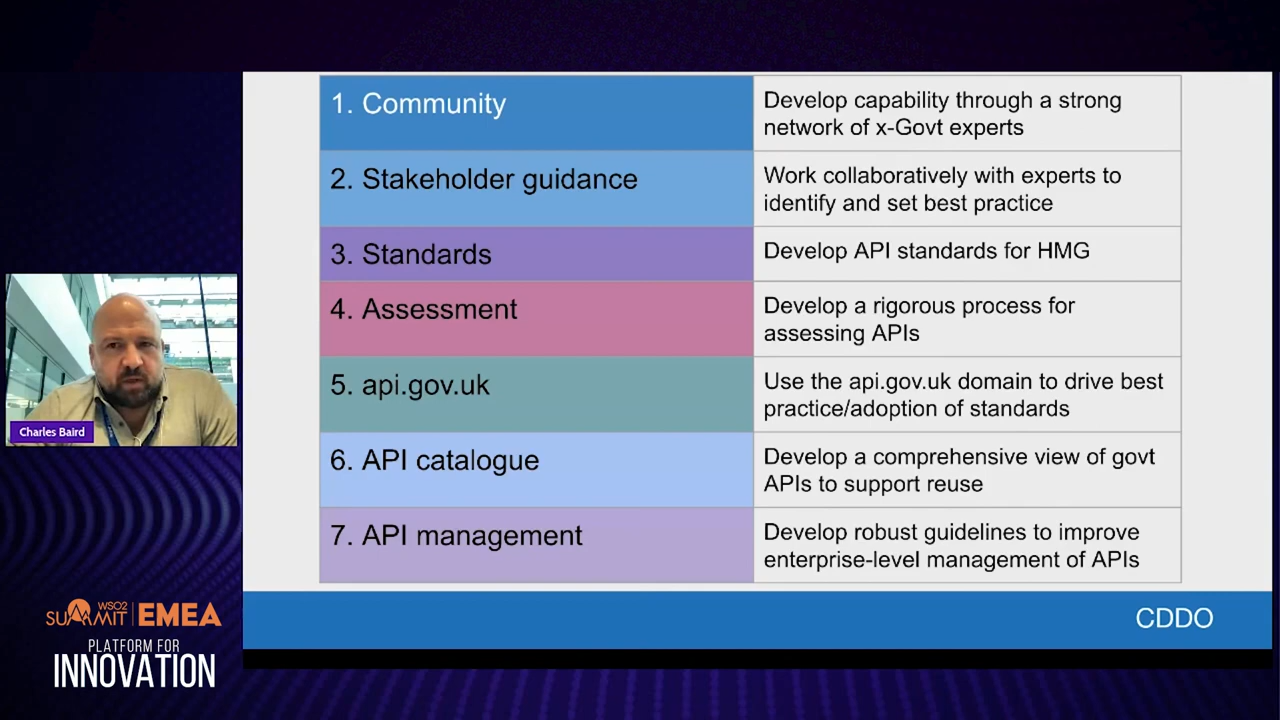 1. Community
Develop capability through a strong
network of x-Govt experts
2. Stakeholder guidance
Work collaboratively with experts to
identify and set best practice
3. Standards
Develop API standards for HMG
4. Assessment
Develop a rigorous process for
assessing APIs
5. api.gov.uk
Use the api.gov.uk domain to drive best
practice/adoption of standards
6. API catalogue
Develop a comprehensive view of govt
APIs to support reuse
7. API management
Develop robust guidelines to improve
enterprise-level management of APIs
CDDO
Charles Baird
WSO2
SUMMIT EMEA
PLATFORM FOR
INNOVATION